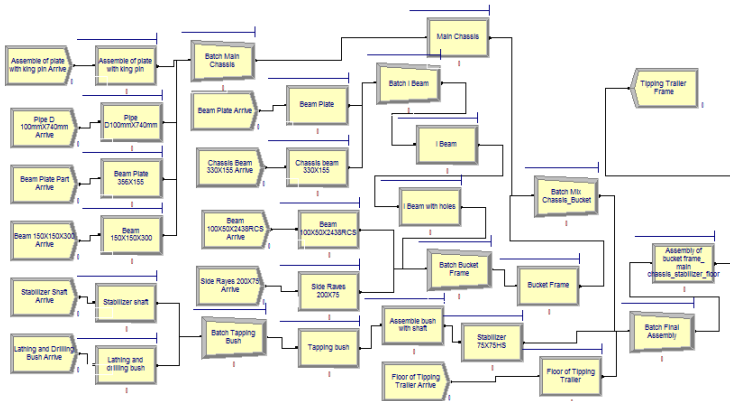 Assemble of plate
with king pin Arrive
Assemble of plate
with king pin
Batch Main
Chassis
Main Chassis
Pipe D
100mmX740mm
Arrive
Pipe
D100mmX740mm
Beam Plate Arrive
Beam Plate
Batch I Beam
Tipping Trailer
Frame
Beam Plate Part
Arrive
Beam Plate
356X155
Chassis Beam
330X155 Arrive
Chassis beam
330X155
I Beam
Beam 150X150X300
Arrive
Beam
150X150X300
Beam
100X50X2438RCS
Arrive
Beam
100X50X2438RCS
I Beam with holes
Batch Mix
Chassis_Bucket
Stabilizer Shaft
Arrive
Stabilizer shaft
Side Rayes 200X75
Arrive
Side Raves
200X75
Batch Bucket
Frame
Bucket Frame
Assembly of
bucket frame_
main
chassis_stabilizer_floor
Lathing and Drilling
Bush Arrive
Lathing and
drilling bush
Batch Tapping
Bush
Tapping bush
Assemble bush
with shaft
Stabilizer
75X75HS
Batch Final
Assembly
Floor of Tipping
Trailer Arrive
Floor of Tipping
Trailer